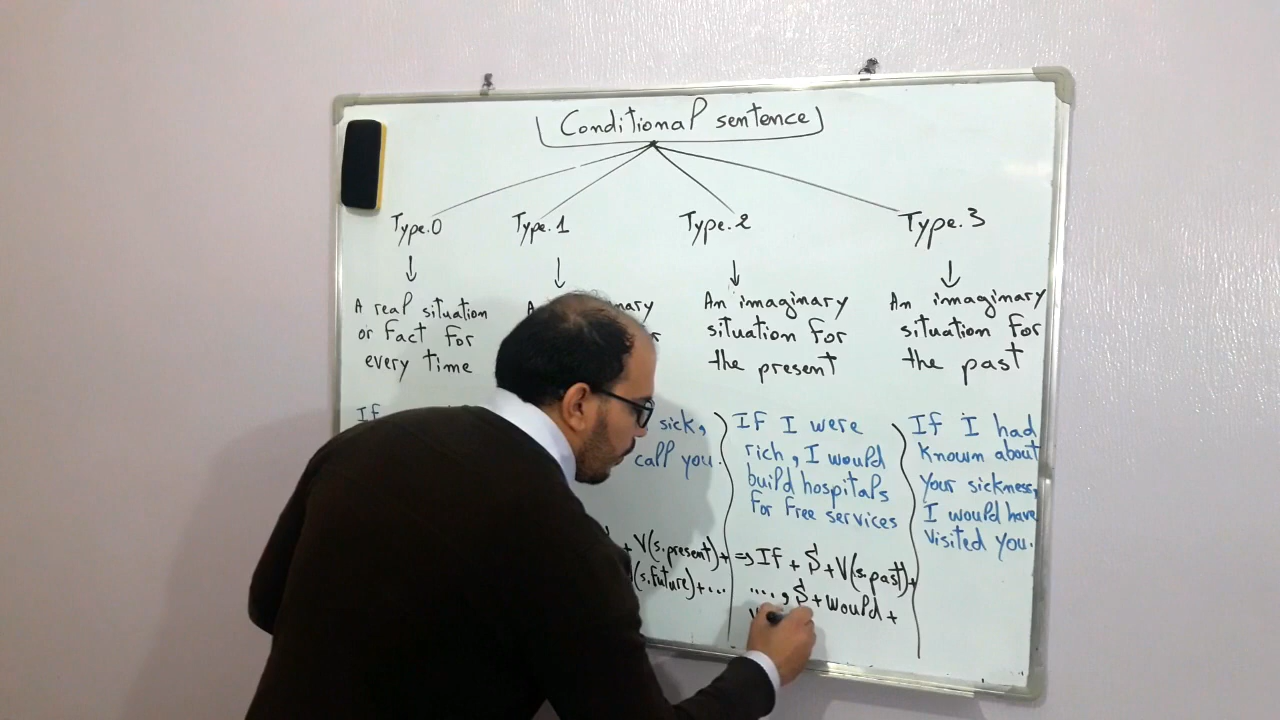 Conditional sentence
Type.0 Type.1 Type.2 Type.3
A real situation
or fact for
every time
An imaginary
situation for
the present
An imaginary
situation for
the past
If
sick,
call you.
If I were
rich, I would
build hospitals
for free services
If I had
known about
your sickness,
I would have
visited you.
+ V(s.present)+
(s.future)+...
=> If + S + V(s.past)+
...., S + would +